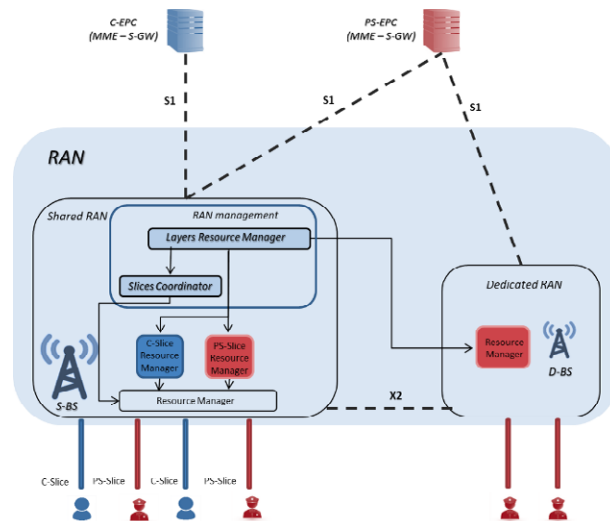 C-EPC
(MME – S-GW)
PS-EPC
(MME – S-GW)
S1
S1
S1
RAN
Shared RAN
RAN management
Layers Resource Manager
Slices Coordinator
Dedicated RAN
C-Slice
Resource
Manager
PS-Slice
Resource
Manager
Resource
Manager
D-BS
S-BS
Resource Manager
X2
C-Slice
PS-Slice
C-Slice
PS-Slice